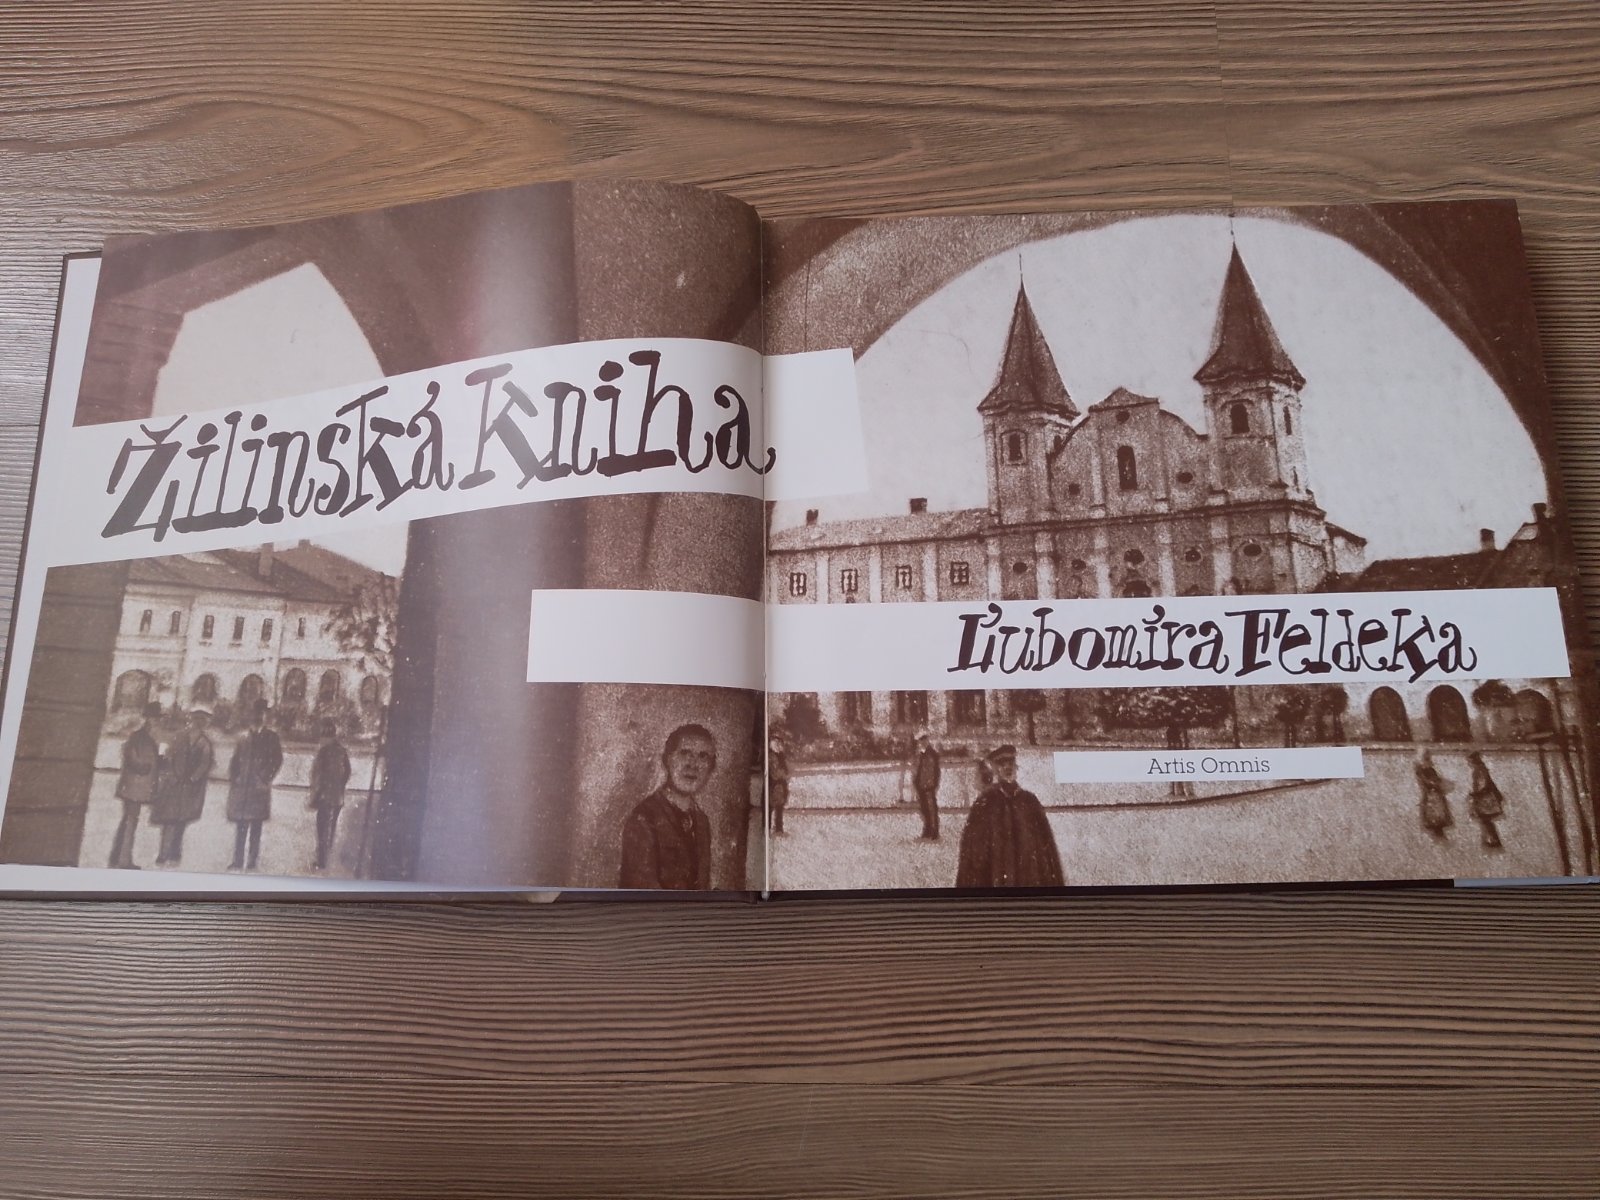 Žilinská kniha
Ľubomíra Feldeka
Artis Omnis